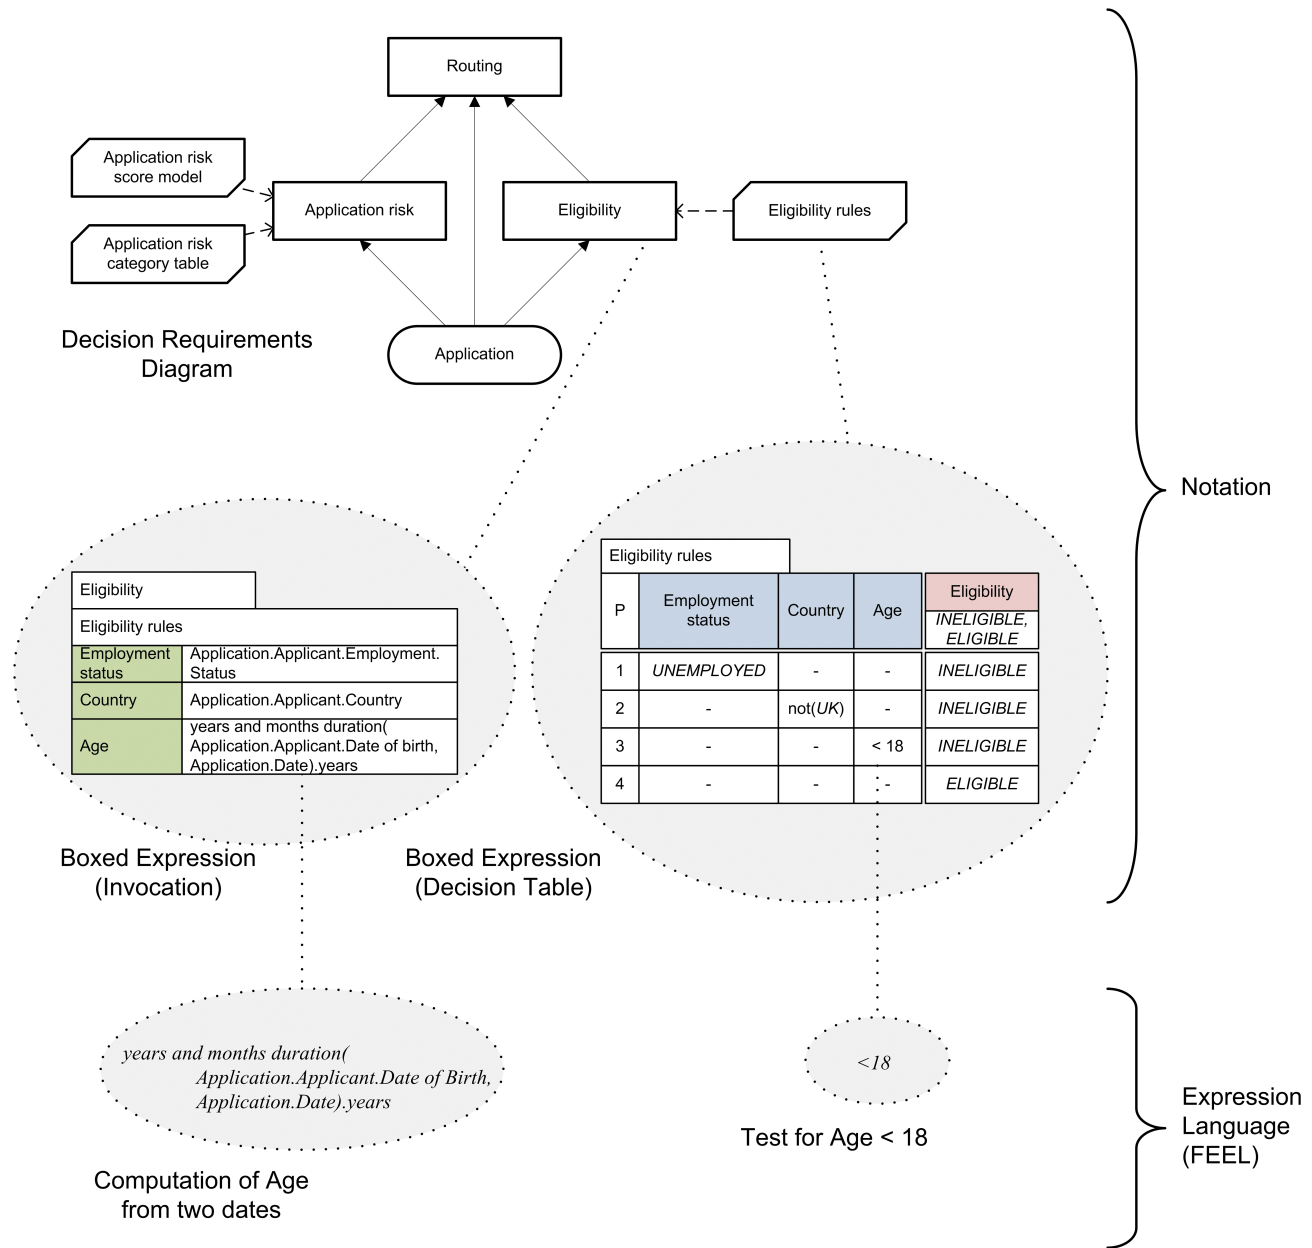 Routing
Application risk
score model
Application risk
category table
Application risk
Eligibility
Eligibility rules
Application
Decision Requirements
Diagram
Notation
Eligibility
Eligibility rules
Employment
status
Application.Applicant.Employment.
Status
Country
Application.Applicant.Country
Age
years and months duration(
Application.Applicant.Date of birth,
Application.Date).years
Boxed Expression
(Invocation)
Eligibility rules
P
Employment
status
Country
Age
Eligibility
INELIGIBLE,
ELIGIBLE
1 UNEMPLOYED - - INELIGIBLE
2 - not(UK) - INELIGIBLE
3 - - < 18 INELIGIBLE
4 - - - ELIGIBLE
Boxed Expression
(Decision Table)
years and months duration(
Application.Applicant.Date of Birth,
Application.Date).years
Computation of Age
from two dates
<18
Test for Age < 18
Expression
Language
(FEEL)